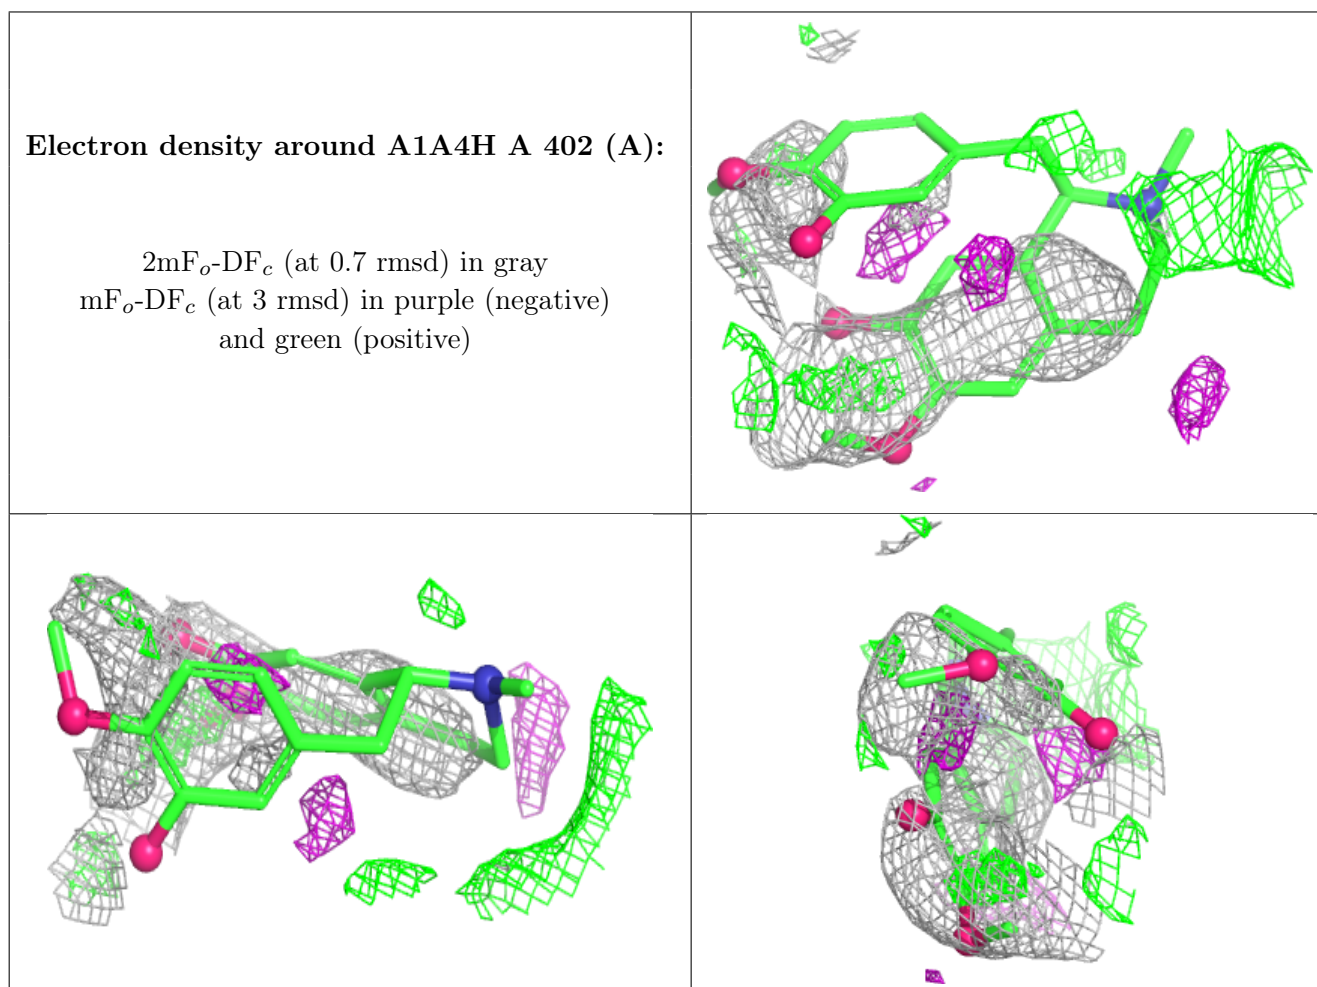 Electron density around A1A4H A 402 (A):
2mFo-DFc (at 0.7 rmsd) in gray
mFo-DFc (at 3 rmsd) in purple (negative)
and green (positive)